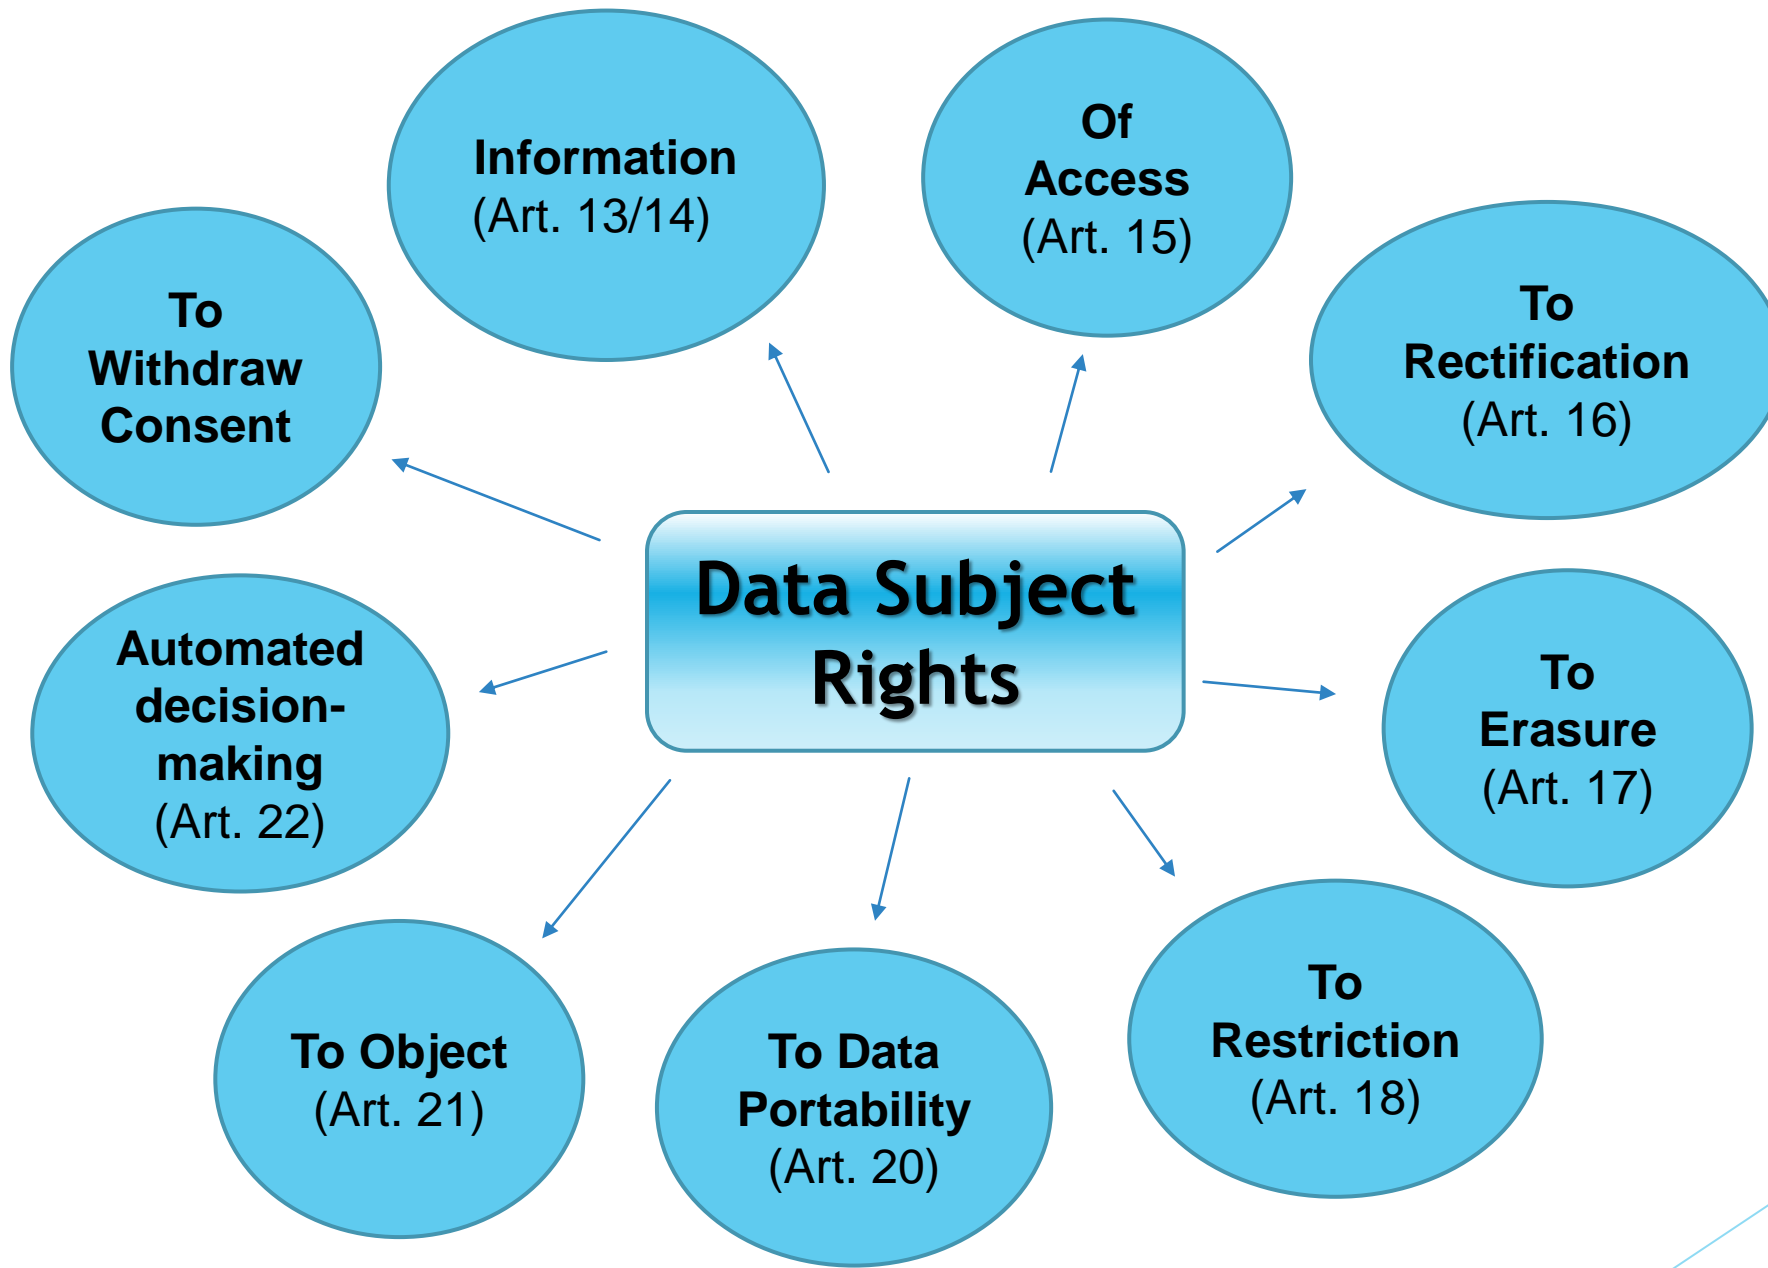 Information
(Art. 13/14)
Of
Access
(Art. 15)
To
Rectification
(Art. 16)
To
Withdraw
Consent
Data Subject
Rights
To
Erasure
(Art. 17)
Automated
decision-
making
(Art. 22)
To
Restriction
(Art. 18)
To Data
Portability
(Art. 20)
To Object
(Art. 21)